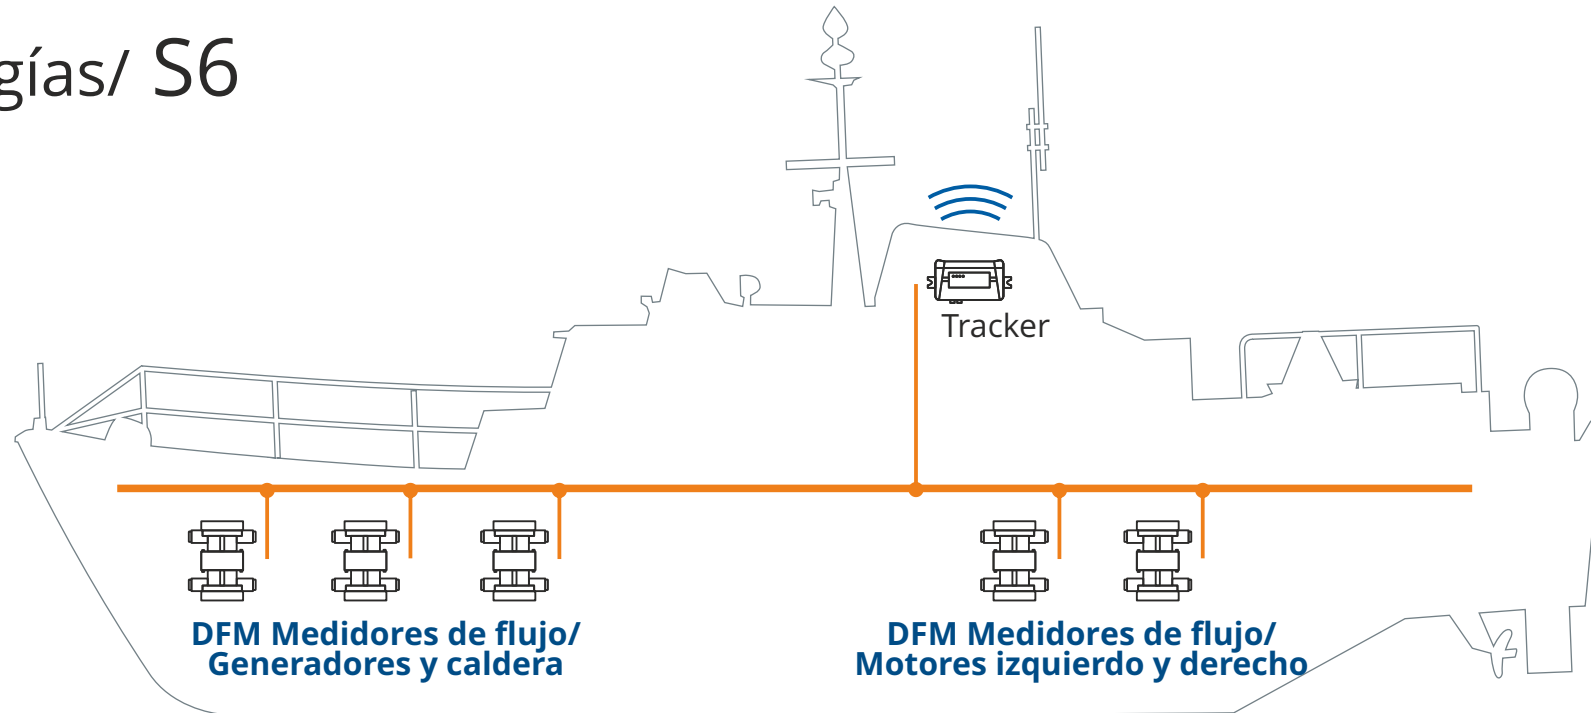 gías/ S6
Tracker
DFM Medidores de flujo/
Generadores y caldera
DFM Medidores de flujo/
Motores izquierdo y derecho